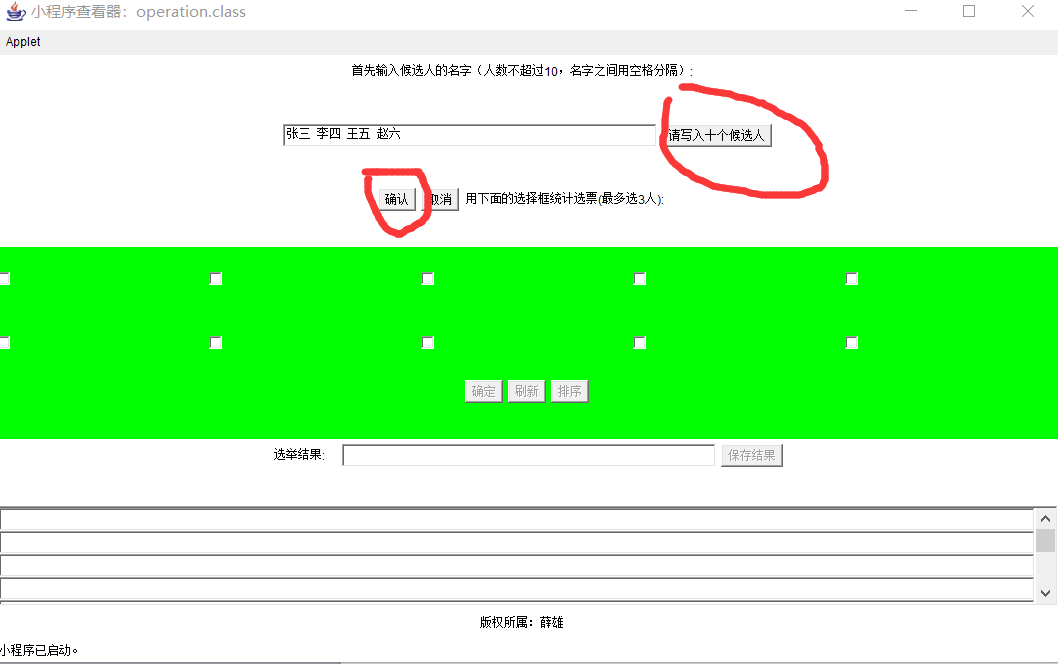 小程序查看器: operation.class
Applet
首先输入候选人的名字（人数不超过10，名字之间用空格分隔）:
张三 李四 王五 赵六 请写入十个候选人
确认 取消 用下面的选择框统计选票(最多选3人):
确定 刷新 排序
选举结果: 保存结果
版权所属：薛雄
小程序已启动。